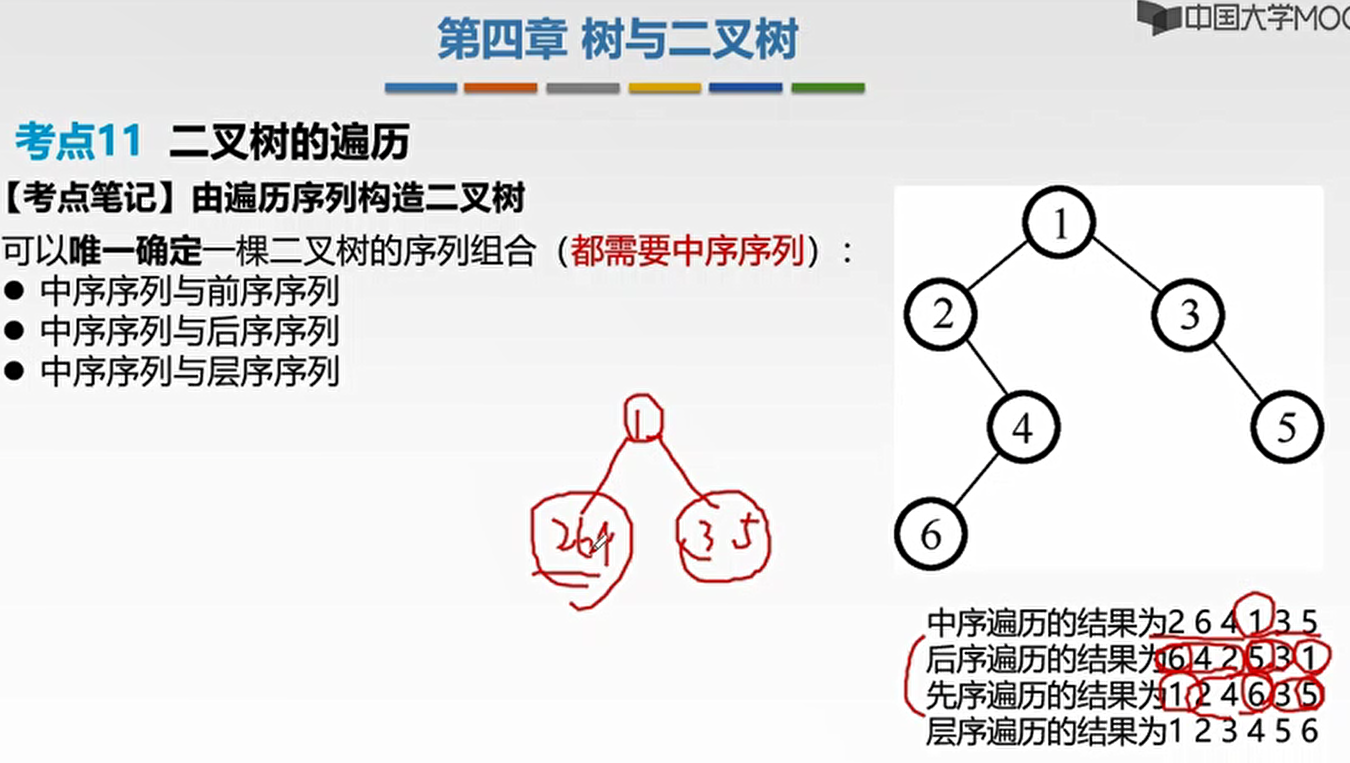 中国大学MOO
第四章 树与二叉树
考点11 二叉树的遍历
【考点笔记】由遍历序列构造二叉树
可以唯一确定一棵二叉树的序列组合（都需要中序序列）：
● 中序序列与前序序列
● 中序序列与后序序列
● 中序序列与层序序列
1
2 3
4 5
6
1
264 35
中序遍历的结果为2 6 4 1 3 5
后序遍历的结果为6 4 2 5 3 1
先序遍历的结果为1 2 4 6 3 5
层序遍历的结果为1 2 3 4 5 6